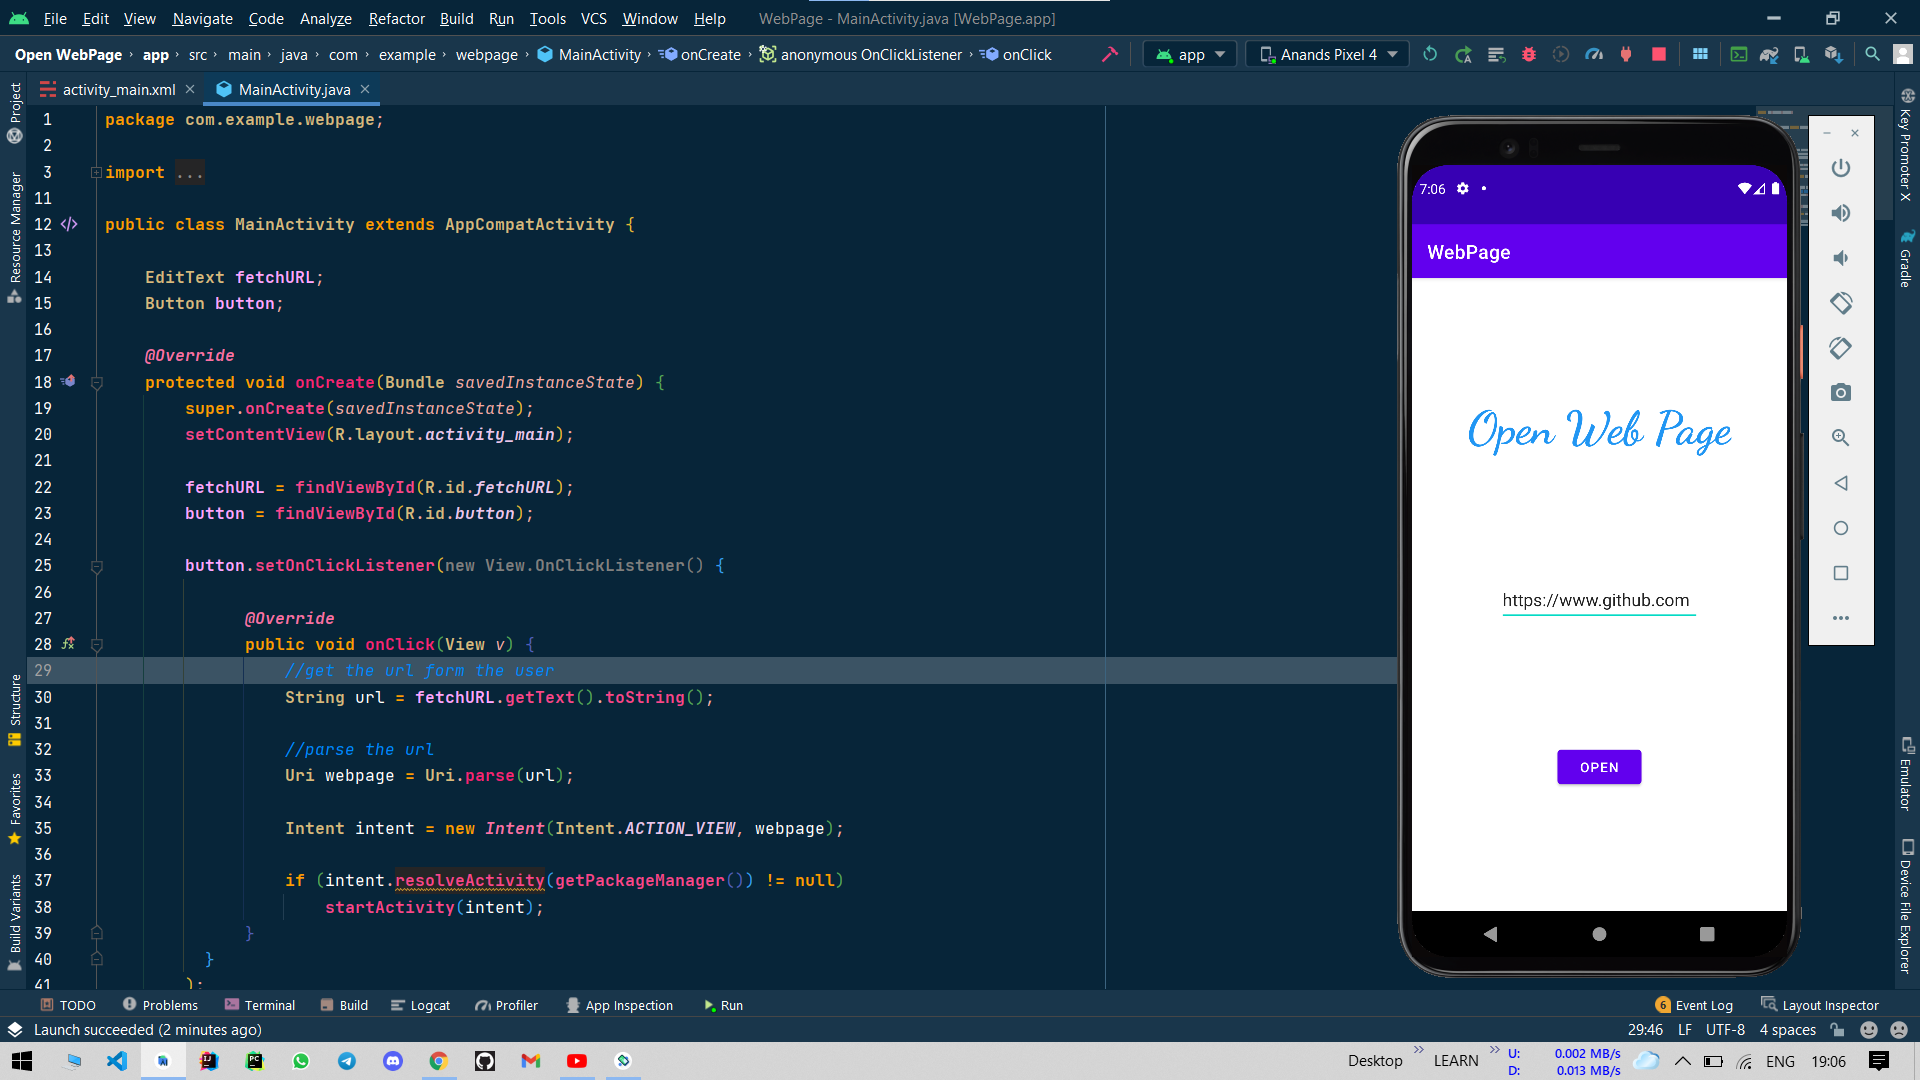 File Edit View Navigate Code Analyze Refactor Build Run Tools VCS Window Help WebPage - MainActivity.java [WebPage.app]
Open WebPage app src main java com example webpage MainActivity onCreate anonymous OnClickListener onClick app Anands Pixel 4
activity_main.xml MainActivity.java
Project
Resource Manager
Structure
Favorites
Build Variants
1 package com.example.webpage;
2
3 import ...
11
12 public class MainActivity extends AppCompatActivity {
13
14 EditText fetchURL;
15 Button button;
16
17 @Override
18 protected void onCreate(Bundle savedInstanceState) {
19 super.onCreate(savedInstanceState);
20 setContentView(R.layout.activity_main);
21
22 fetchURL = findViewById(R.id.fetchURL);
23 button = findViewById(R.id.button);
24
25 button.setOnClickListener(new View.OnClickListener() {
26
27 @Override
28 public void onClick(View v) {
29 //get the url form the user
30 String url = fetchURL.getText().toString();
31
32 //parse the url
33 Uri webpage = Uri.parse(url);
34
35 Intent intent = new Intent(Intent.ACTION_VIEW, webpage);
36
37 if (intent.resolveActivity(getPackageManager()) != null)
38 startActivity(intent);
39 }
40 }
41 );
7:06
WebPage
Open Web Page
https://www.github.com
OPEN
Key Promoter X
Gradle
Emulator
Device File Explorer
TODO Problems Terminal Build Logcat Profiler App Inspection Run 6 Event Log Layout Inspector
Launch succeeded (2 minutes ago) 29:46 LF UTF-8 4 spaces
Desktop LEARN U: 0.002 MB/s
D: 0.013 MB/s
ENG 19:06